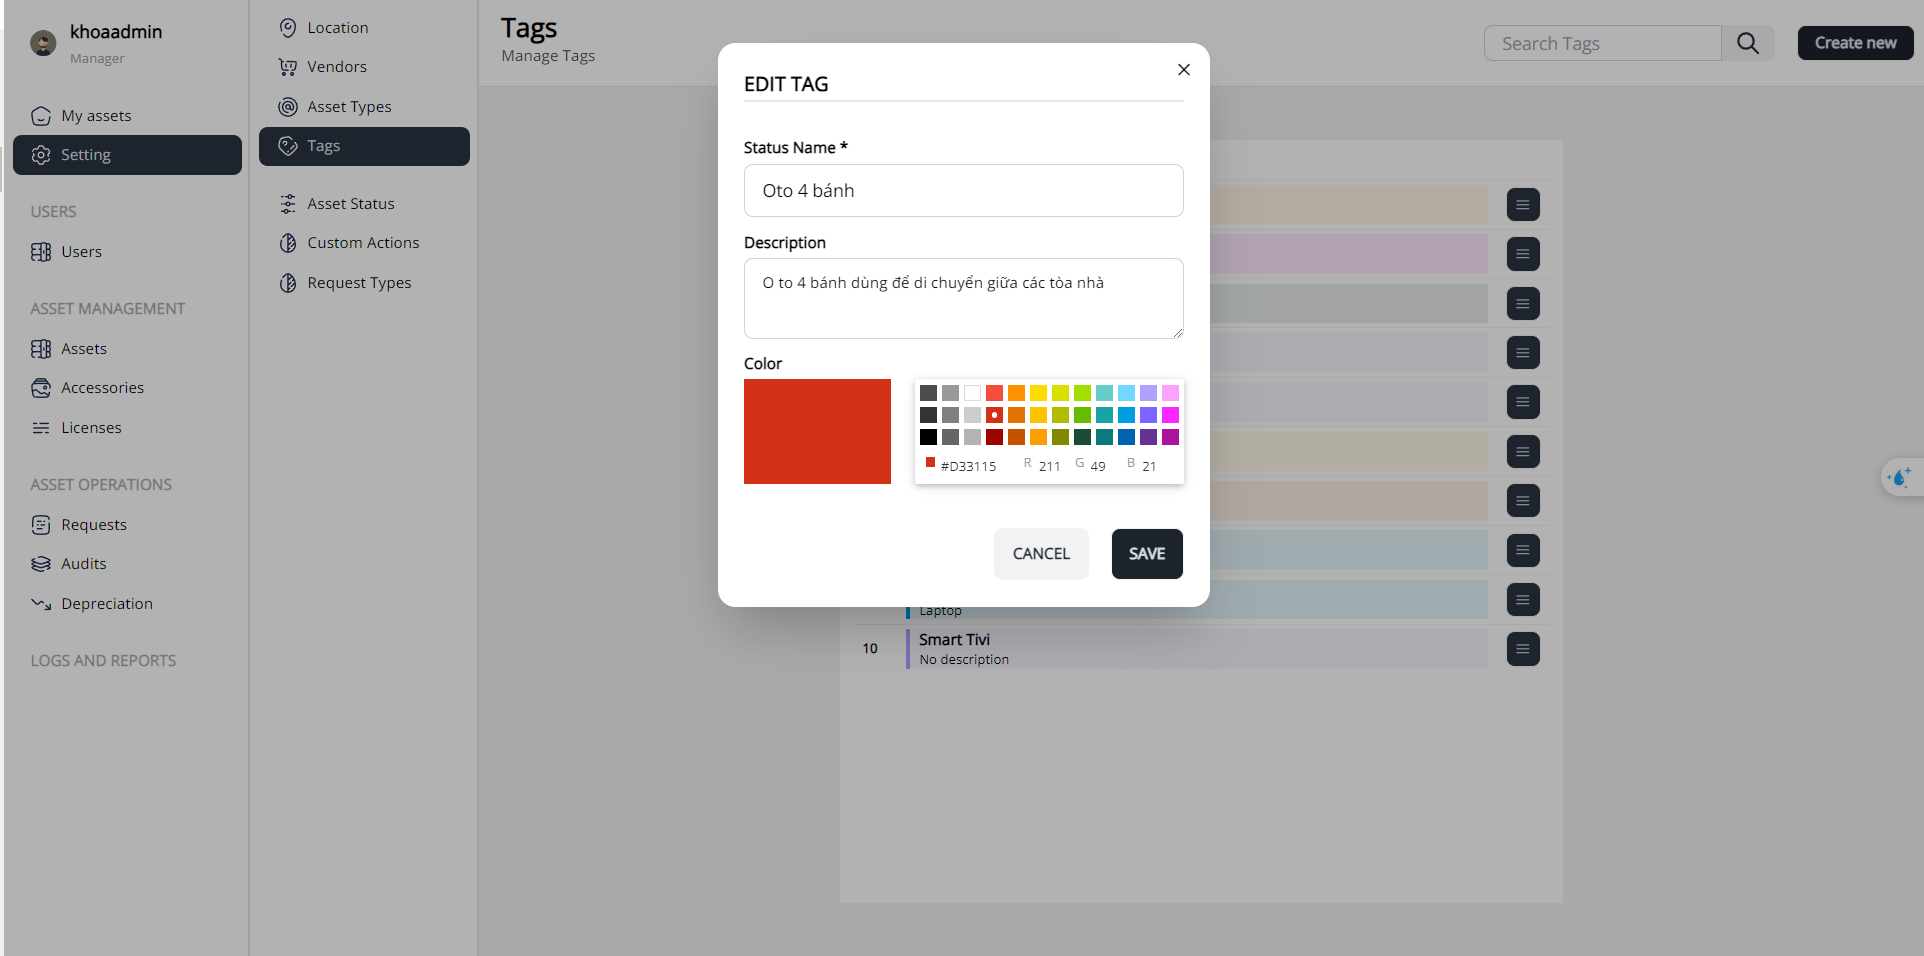 khoaadmin
Manager
My assets
Setting
USERS
Users
ASSET MANAGEMENT
Assets
Accessories
Licenses
ASSET OPERATIONS
Requests
Audits
Depreciation
LOGS AND REPORTS
Location
Vendors
Asset Types
Tags
Asset Status
Custom Actions
Request Types
Tags
Manage Tags
Search Tags
Create new
EDIT TAG
Status Name *
Oto 4 bánh
Description
O to 4 bánh dùng để di chuyển giữa các tòa nhà
Color
#D33115 R 211 G 49 B 21
CANCEL SAVE
Laptop
10 Smart Tivi
No description